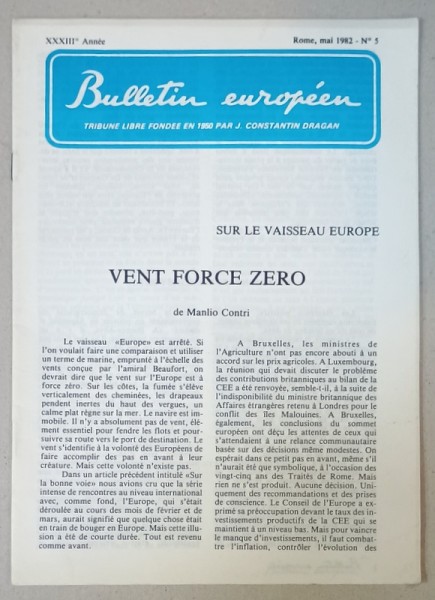 XXXIIIᵉ Année
Rome, mai 1982 - N° 5
Bulletin européen
TRIBUNE LIBRE FONDEE EN 1950 PAR J. CONSTANTIN DRAGAN
SUR LE VAISSEAU EUROPE
VENT FORCE ZERO
de Manlio Contri
Le vaisseau «Europe» est arrêté. Si
l'on voulait faire une comparaison et utiliser
un terme de marine, emprunté à l'échelle des
vents conçue par l'amiral Beaufort, on
devrait dire que le vent sur l'Europe est à
force zéro. Sur les côtes, la fumée s'élève
verticalement des cheminées, les drapeaux
pendent inertes du haut des vergues, un
calme plat règne sur la mer. Le navire est im-
mobile. Il n'y a absolument pas de vent, élé-
ment essentiel pour fendre les flots et pour-
suivre sa route vers le port de destination. Le
vent s'identifie à la volonté des Européens de
faire accomplir des pas en avant à leur
créature. Mais cette volonté n'existe pas.
Dans un article précédent intitulé «Sur
la bonne voie» nous avions cru que la série
intense de rencontres au niveau international
avec, comme fond, l'Europe, qui s'était
déroulée au cours des mois de février et de
mars, aurait signifié que quelque chose était
en train de bouger en Europe. Mais cette illu-
sion a été de courte durée. Tout est revenu
comme avant.
A Bruxelles, les ministres de
l'Agriculture n'ont pas encore abouti à un
accord sur les prix agricoles. A Luxembourg,
la réunion qui devait discuter le problème
des contributions britanniques au bilan de la
CEE a été renvoyée, semble-t-il, à la suite de
l'indisponibilité du ministre britannique des
Affaires étrangères retenu à Londres pour le
conflit des îles Malouines. A Bruxelles,
également, les conclusions du sommet
européen ont déçu les attentes de ceux qui
s'attendaient à une relance communautaire
basée sur des décisions même modestes. On
espérait dans ce petit pas en avant, même s'il
n'aurait été que symbolique, à l'occasion des
vingt-cinq ans des Traités de Rome. Mais
rien ne s'est produit. Aucune décision. Uni-
quement des recommandations et des prises
de conscience. Le Conseil de l'Europe a ex-
primé sa préoccupation devant le taux des in-
vestissements productifs de la CEE qui se
maintient à un niveau bas. Mais pour vaincre
le manque d'investissements, il faut combat-
tre l'inflation, contrôler l'évolution des